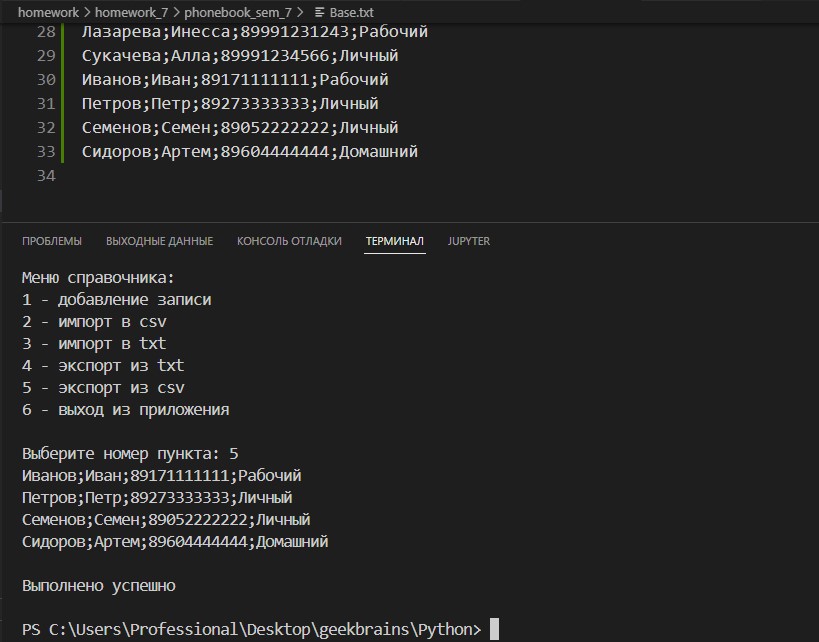 homework > homework_7 > phonebook_sem_7 > Base.txt
28 Лазарева;Инесса;89991231243;Рабочий
29 Сукачева;Алла;89991234566;Личный
30 Иванов;Иван;89171111111;Рабочий
31 Петров;Петр;89273333333;Личный
32 Семенов;Семен;89052222222;Личный
33 Сидоров;Артем;89604444444;Домашний
34
ПРОБЛЕМЫ ВЫХОДНЫЕ ДАННЫЕ КОНСОЛЬ ОТЛАДКИ ТЕРМИНАЛ JUPYTER
Меню справочника:
1 - добавление записи
2 - импорт в csv
3 - импорт в txt
4 - экспорт из txt
5 - экспорт из csv
6 - выход из приложения
Выберите номер пункта: 5
Иванов;Иван;89171111111;Рабочий
Петров;Петр;89273333333;Личный
Семенов;Семен;89052222222;Личный
Сидоров;Артем;89604444444;Домашний
Выполнено успешно
PS C:\Users\Professional\Desktop\geekbrains\Python>